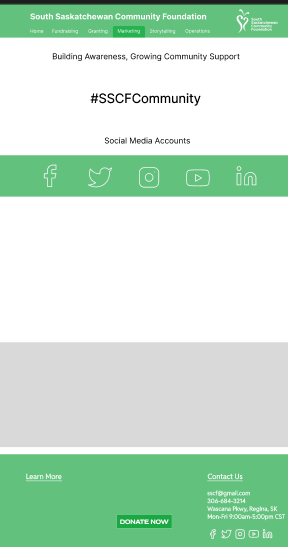 South Saskatchewan Community Foundation
South
Saskatchewan
Community
Foundation
Home Fundraising Granting Marketing Storytelling Operations
Building Awareness, Growing Community Support
#SSCFCommunity
Social Media Accounts
Learn More
Contact Us
sscf@gmail.com
306-684-3214
Wascana Pkwy, Regina, SK
Mon-Fri 9:00am-5:00pm CST
DONATE NOW